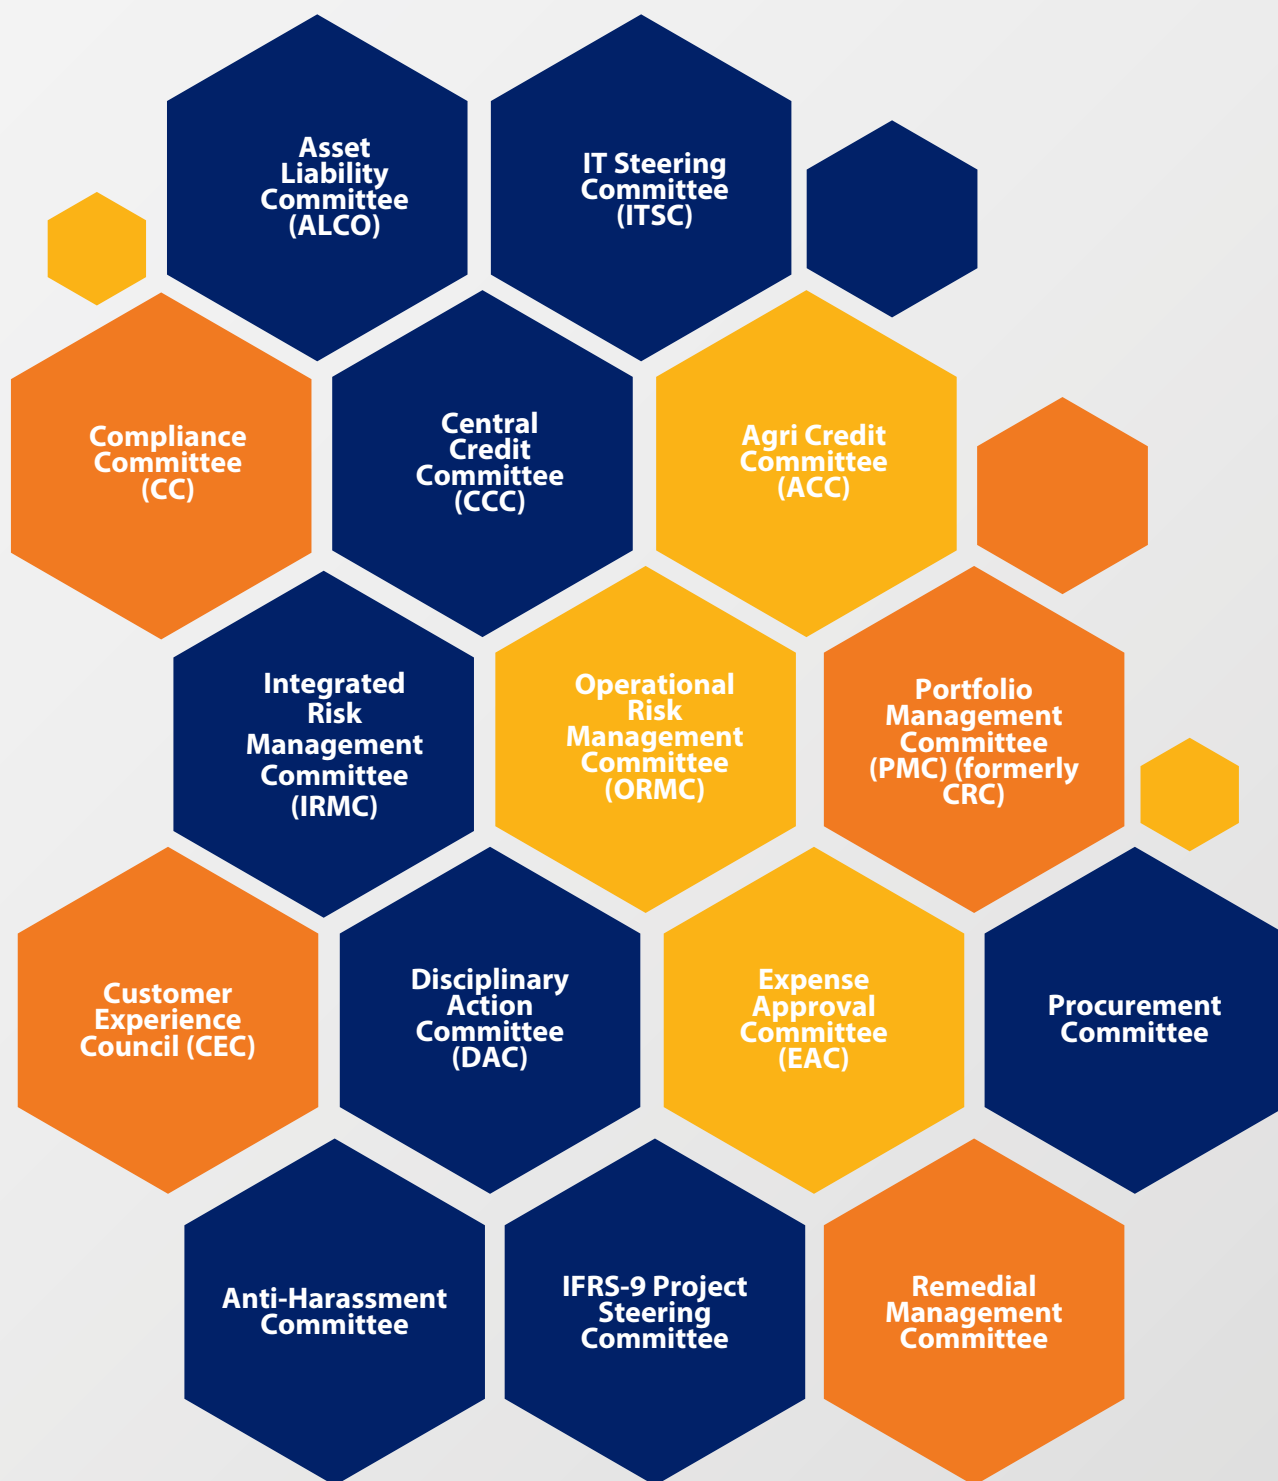 Asset
Liability
Committee
(ALCO)
IT Steering
Committee
(ITSC)
Compliance
Committee
(CC)
Central
Credit
Committee
(CCC)
Agri Credit
Committee
(ACC)
Integrated
Risk
Management
Committee
(IRMC)
Operational
Risk
Management
Committee
(ORMC)
Portfolio
Management
Committee
(PMC) (formerly
CRC)
Customer
Experience
Council (CEC)
Disciplinary
Action
Committee
(DAC)
Expense
Approval
Committee
(EAC)
Procurement
Committee
Anti-Harassment
Committee
IFRS-9 Project
Steering
Committee
Remedial
Management
Committee